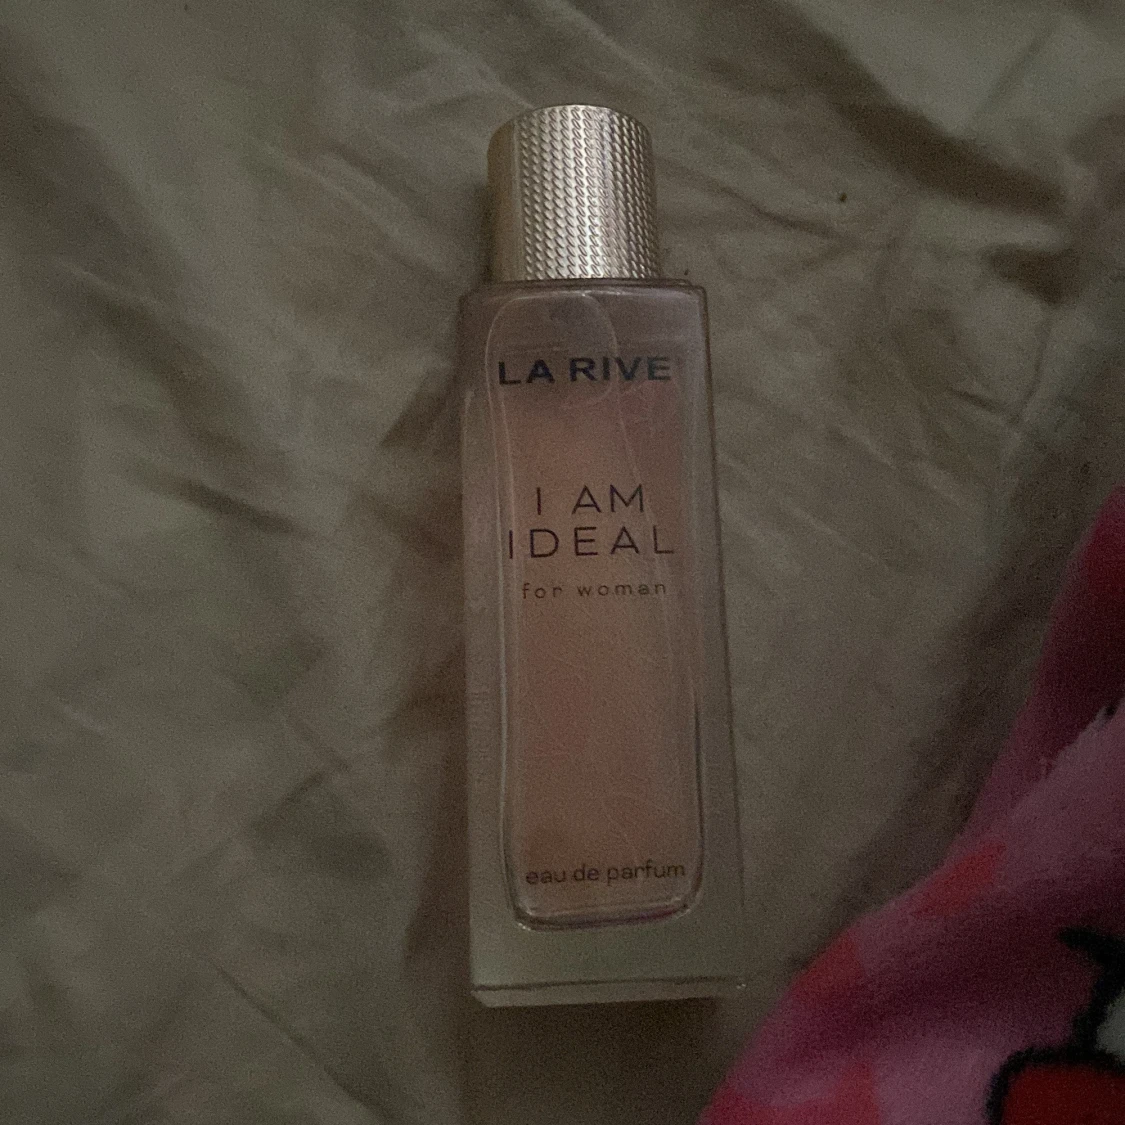 LA RIVE
I AM
IDEAL
for woman
eau de parfum